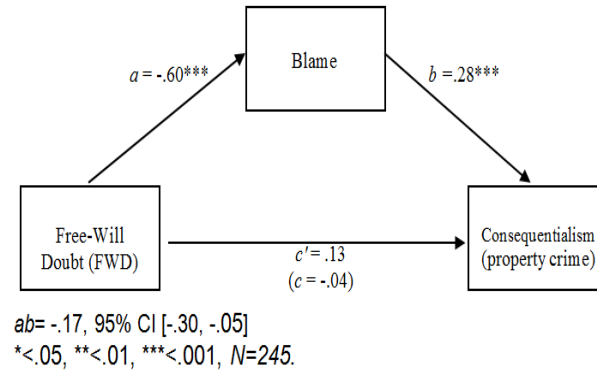 Blame
a = -.60***
b =.28***
Free-Will
Doubt (FWD)
Consequentialism
(property crime)
c' = .13
(c = -.04)
ab= -.17, 95% CI [-.30, -.05]
*<.05, **<.01, ***<.001, N=245.